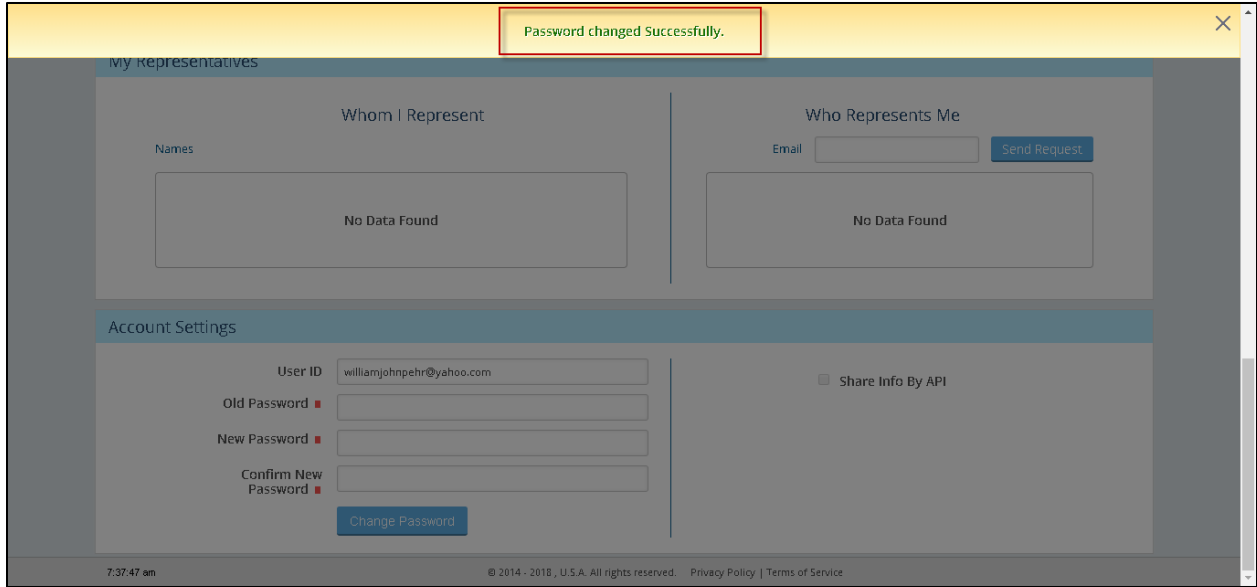 Password changed Successfully.
My Representatives
Whom I Represent
Who Represents Me
Names
Email
Send Request
No Data Found
No Data Found
Account Settings
User ID
williamjohnpehr@yahoo.com
Share Info By API
Old Password
New Password
Confirm New
Password
Change Password
7:37:47 am
© 2014 - 2018 , U.S.A. All rights reserved. Privacy Policy | Terms of Service